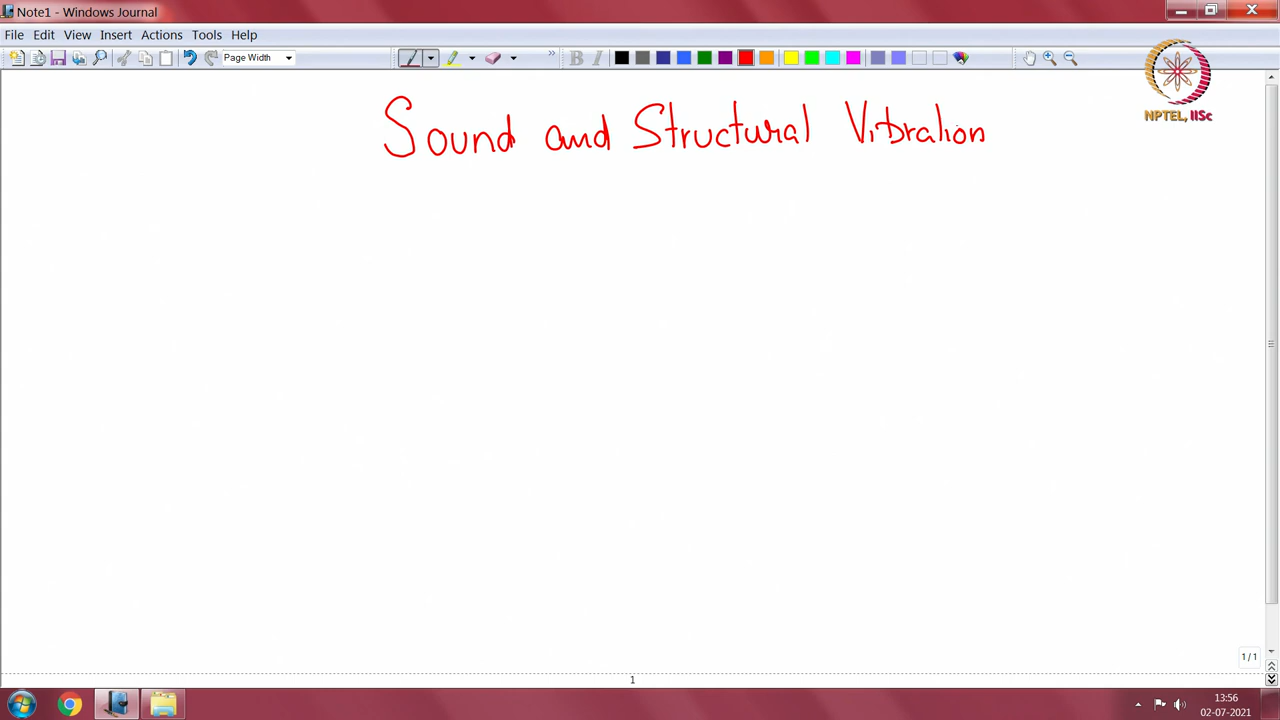 Note1 - Windows Journal
File Edit View Insert Actions Tools Help
Page Width
B I
NPTEL, IISc
Sound and Structural Vibration
1/1
1
13:56
02-07-2021